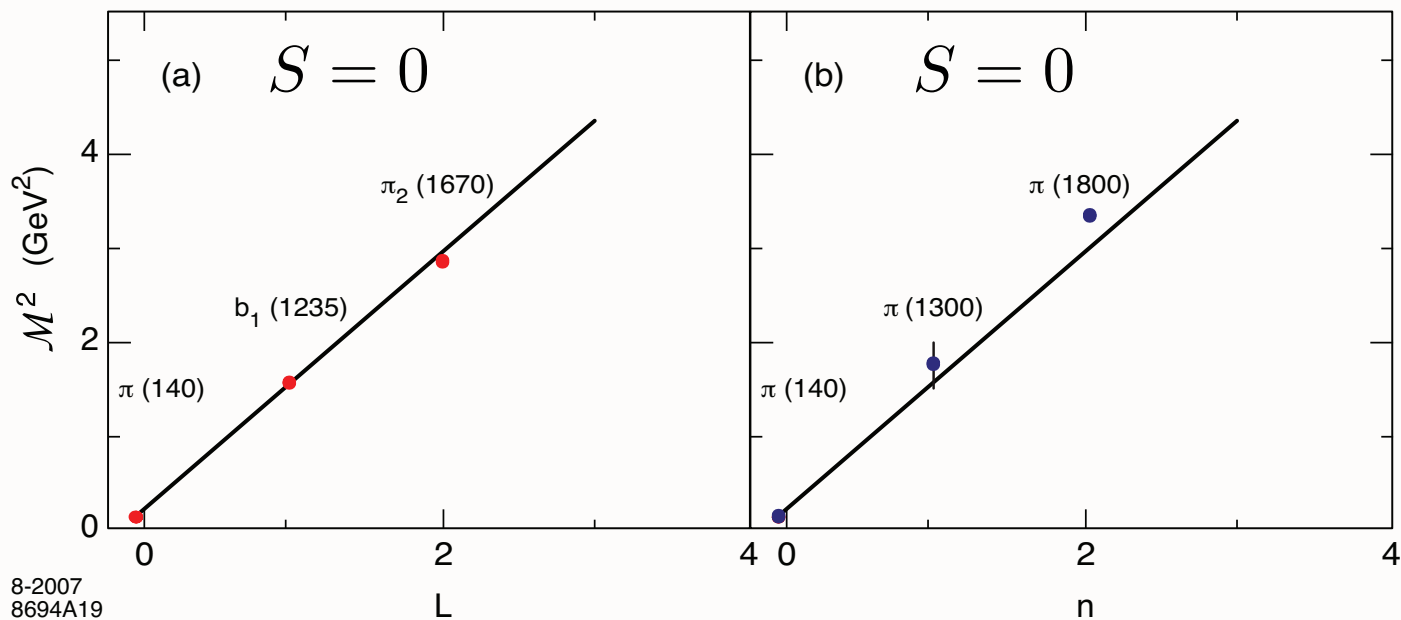 (a) S = 0
(b) S = 0
4
π₂ (1670)
π (1800)
ℳ² (GeV²)
b₁ (1235)
π (1300)
2
π (140)
π (140)
0
0 2 4
0 2 4
L
n
8-2007
8694A19